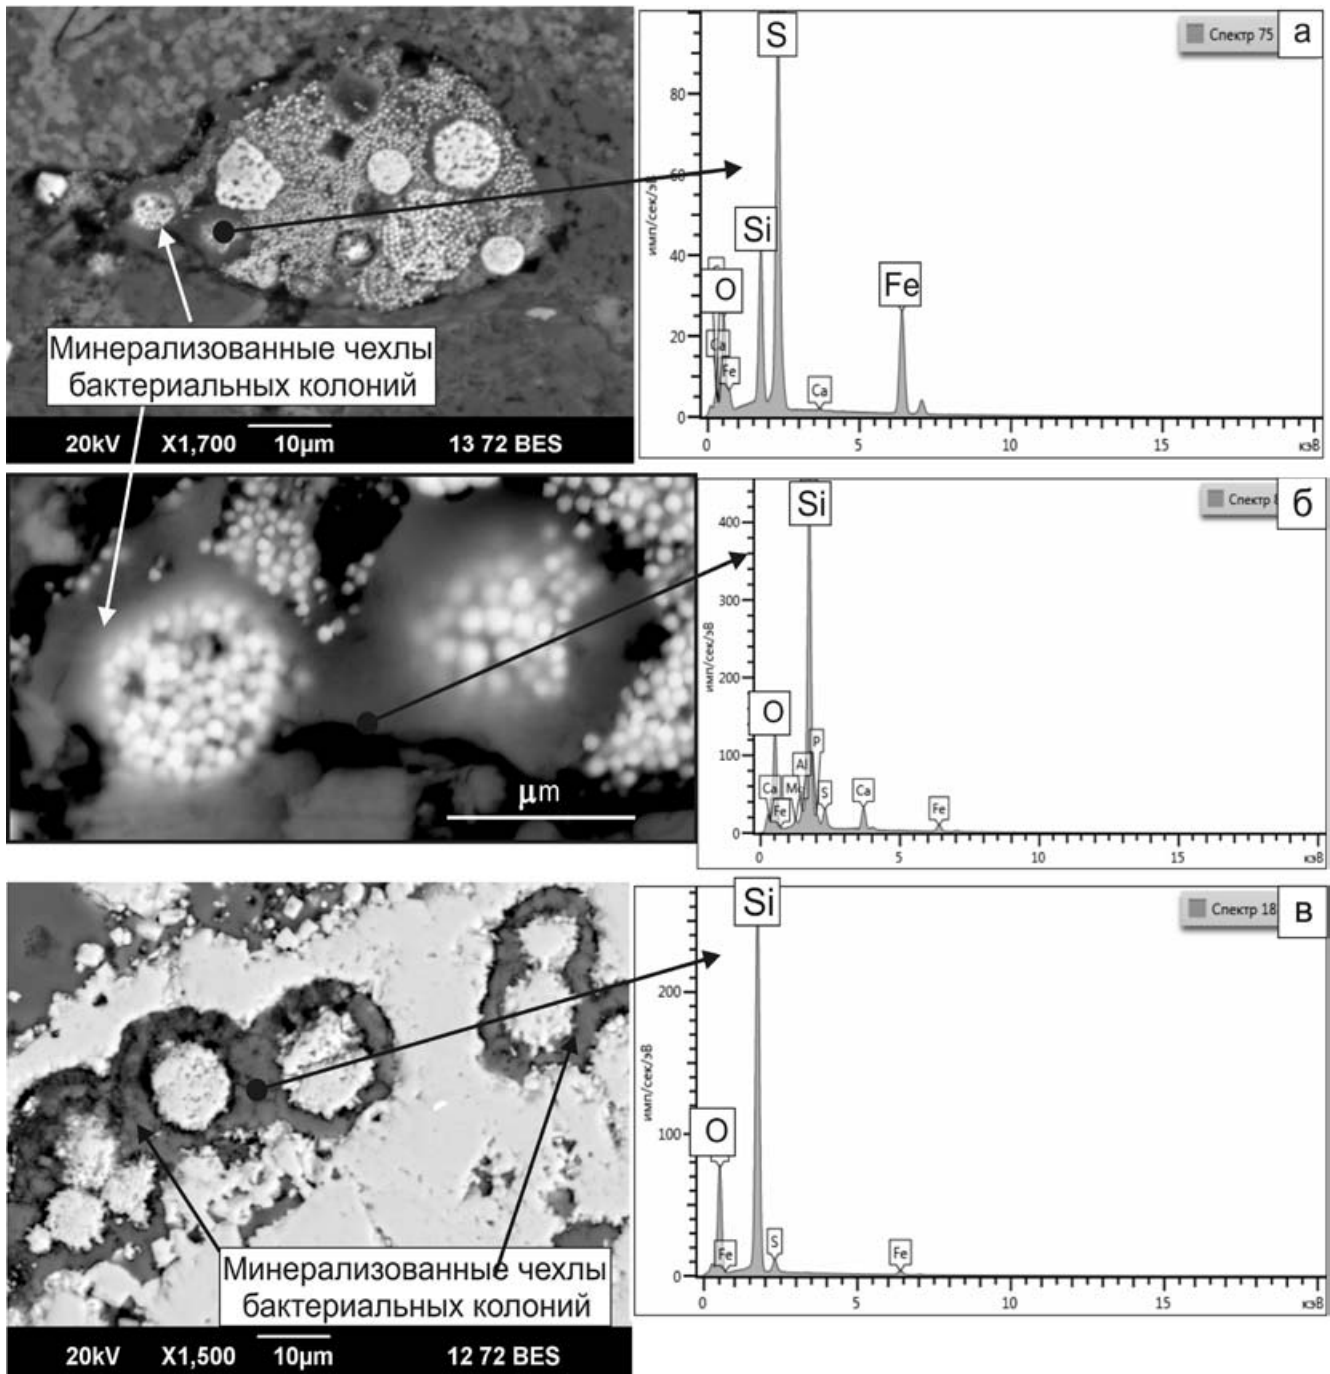 S
Спектр 75
а
80
60
имп/сек/эВ
Si
40
O
Fe
Ca
Fe
20
Ca
0
0 5 10 15 кэВ
Минерализованные чехлы
бактериальных колоний
20kV X1,700 10µm 13 72 BES
Si
Спектр
б
400
300
имп/сек/эВ
200
O
P
100
Al
Ca
Fe
S
Ca
Fe
0
0 5 10 15 кэВ
µm
Si
Спектр 18
в
200
имп/сек/эВ
O
100
Fe
S
Fe
0
0 5 10 15 кэВ
Минерализованные чехлы
бактериальных колоний
20kV X1,500 10µm 12 72 BES